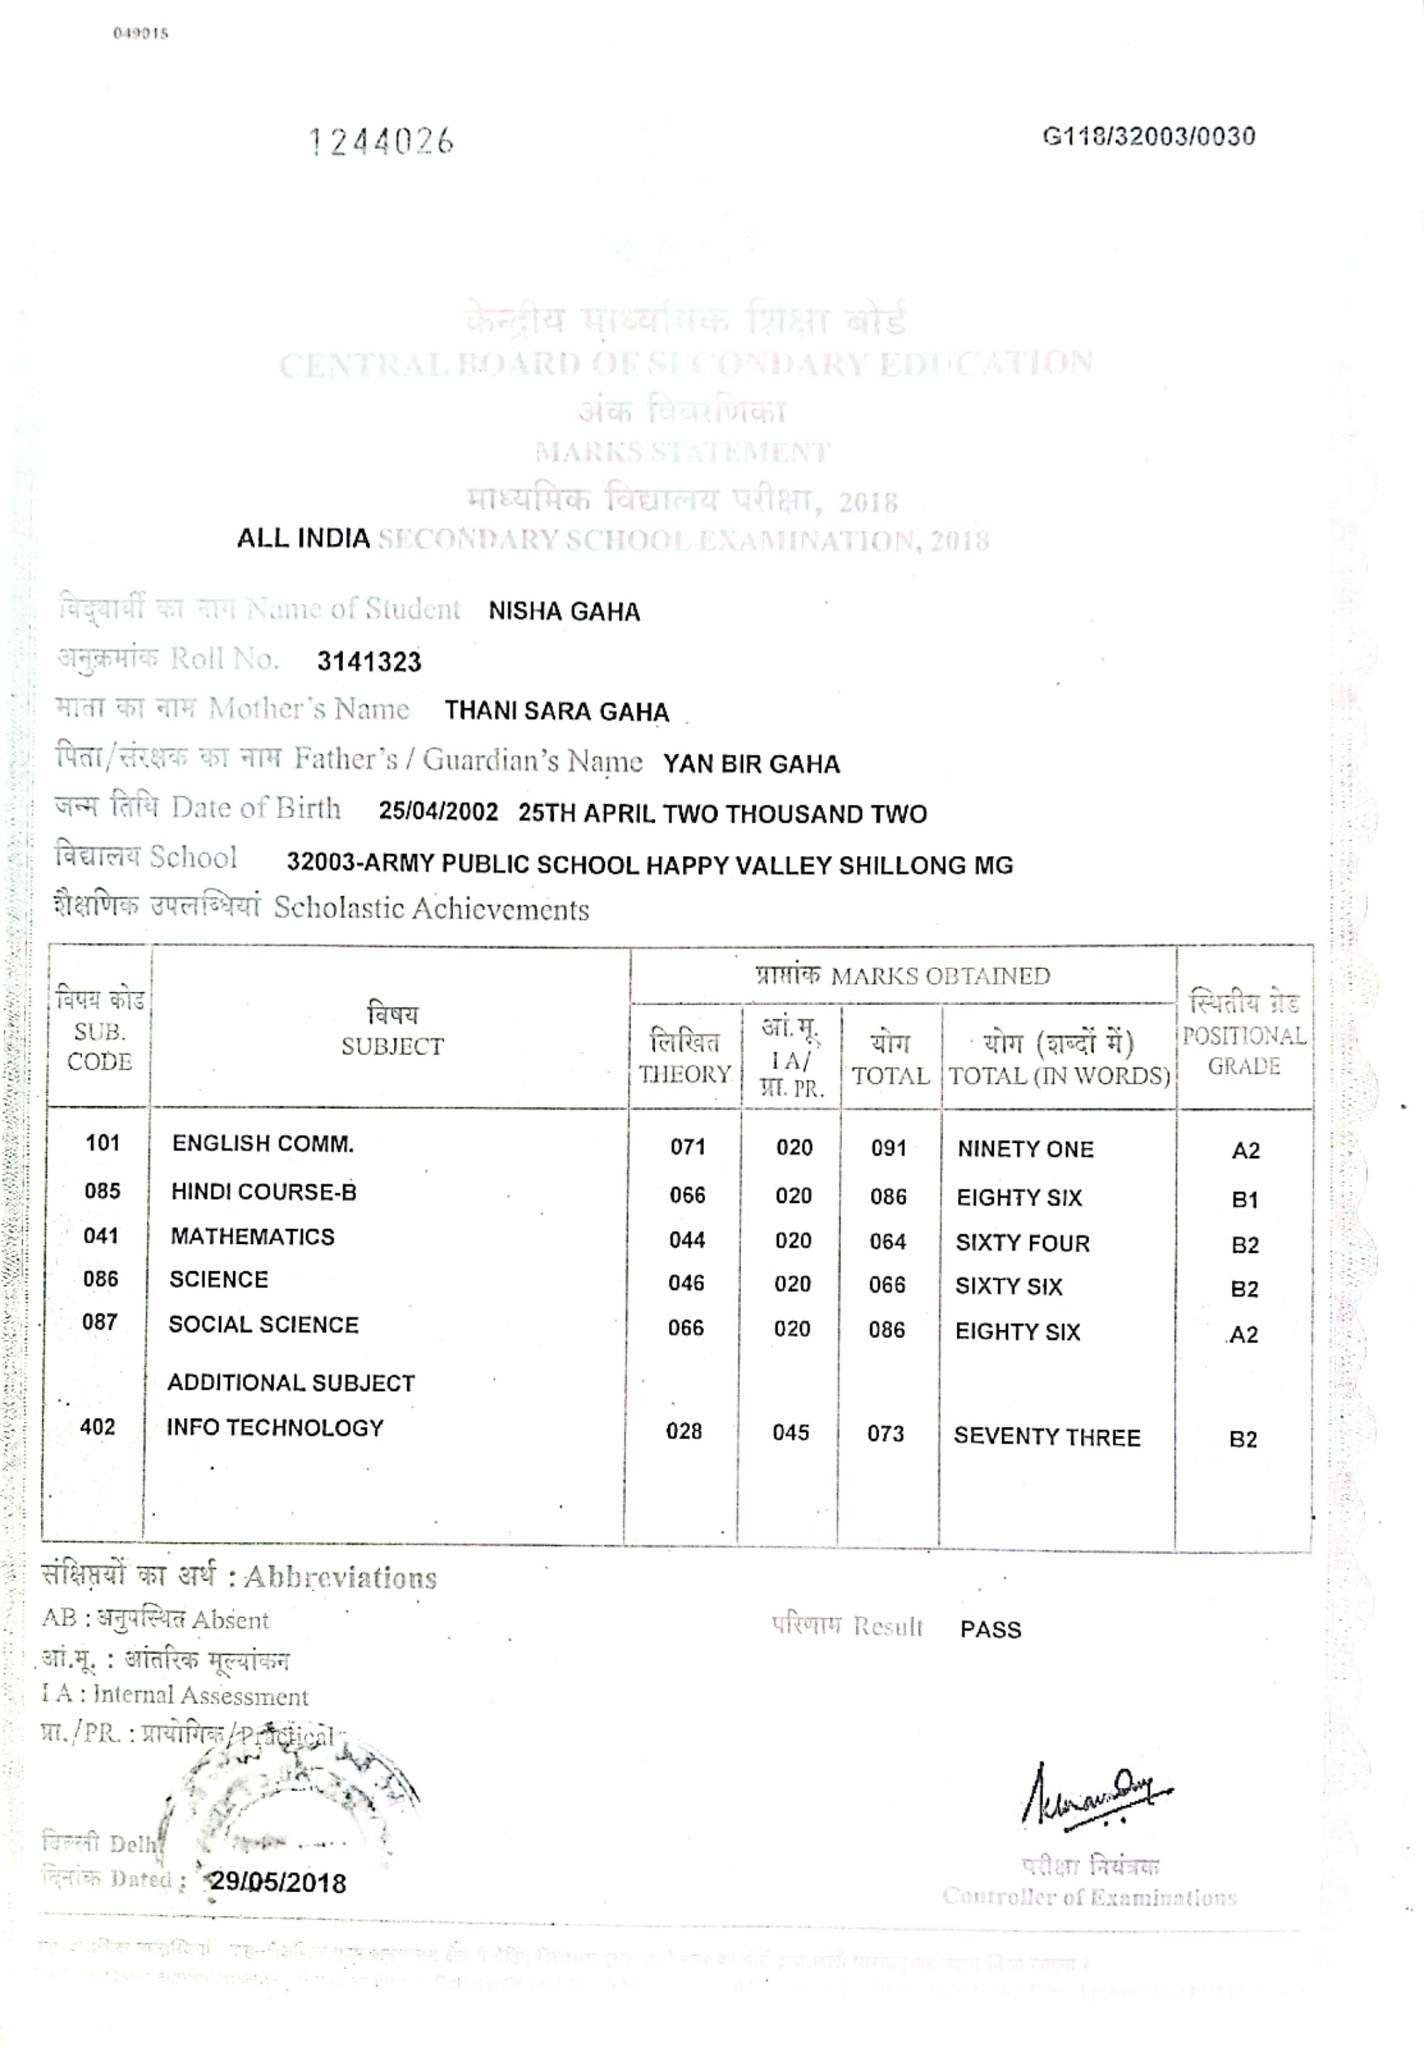 049015
1244026
G118/32003/0030
केन्द्रीय माध्यमिक शिक्षा बोर्ड
CENTRAL BOARD OF SECONDARY EDUCATION
अंक विवरणिका
MARKS STATEMENT
माध्यमिक विद्यालय परीक्षा, 2018
ALL INDIA SECONDARY SCHOOL EXAMINATION, 2018
विद्यार्थी का नाम Name of Student NISHA GAHA
अनुक्रमांक Roll No. 3141323
माता का नाम Mother's Name THANI SARA GAHA
पिता/संरक्षक का नाम Father's / Guardian's Name YAN BIR GAHA
जन्म तिथि Date of Birth 25/04/2002 25TH APRIL TWO THOUSAND TWO
विद्यालय School 32003-ARMY PUBLIC SCHOOL HAPPY VALLEY SHILLONG MG
शैक्षणिक उपलब्धियां Scholastic Achievements
विषय कोड SUB. CODE
विषय SUBJECT
प्राप्तांक MARKS OBTAINED
लिखित THEORY
आं.मू. I A/ प्रा. PR.
योग TOTAL
योग (शब्दों में) TOTAL (IN WORDS)
स्थितीय ग्रेड POSITIONAL GRADE
101 ENGLISH COMM. 071 020 091 NINETY ONE A2
085 HINDI COURSE-B 066 020 086 EIGHTY SIX B1
041 MATHEMATICS 044 020 064 SIXTY FOUR B2
086 SCIENCE 046 020 066 SIXTY SIX B2
087 SOCIAL SCIENCE 066 020 086 EIGHTY SIX A2
ADDITIONAL SUBJECT
402 INFO TECHNOLOGY 028 045 073 SEVENTY THREE B2
संक्षिप्तयों का अर्थ : Abbreviations
AB : अनुपस्थित Absent
परिणाम Result PASS
आं.मू. : आंतरिक मूल्यांकन
I A : Internal Assessment
प्रा./PR. : प्रायोगिक/Practical
दिल्ली Delhi
दिनांक Dated : 29/05/2018
परीक्षा नियंत्रक
Controller of Examinations